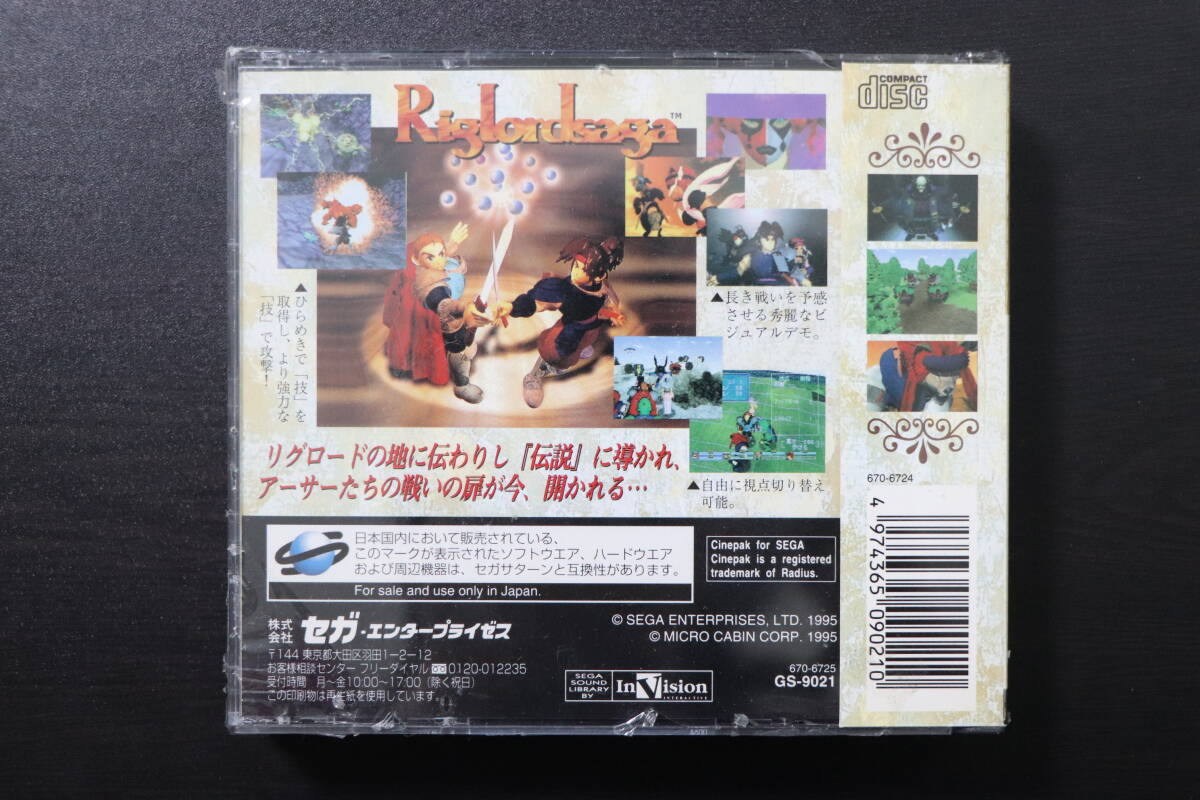 Riglordsaga™
▲ひらめきで「技」を
取得し、より強力な
「技」で攻撃!
▲長き戦いを予感
させる秀麗なビ
ジュアルデモ。
▲自由に視点切り替え
可能。
リグロードの地に伝わりし『伝説』に導かれ、
アーサーたちの戦いの扉が今、開かれる…
日本国内において販売されている、
このマークが表示されたソフトウエア、ハードウエア
および周辺機器は、セガサターンと互換性があります。
For sale and use only in Japan.
Cinepak for SEGA
Cinepak is a registered
trademark of Radius.
株式
会社 セガ・エンタープライゼス
〒144 東京都大田区羽田1-2-12
お客様相談センター フリーダイヤル 0120-012235
受付時間 月〜金10:00〜17:00(除く祝日)
この印刷物は再生紙を使用しています。
© SEGA ENTERPRISES, LTD. 1995
© MICRO CABIN CORP. 1995
SEGA
SOUND
LIBRARY
BY
InVision
INTERACTIVE
670-6725
GS-9021
COMPACT
disc
670-6724
4 974365 090210